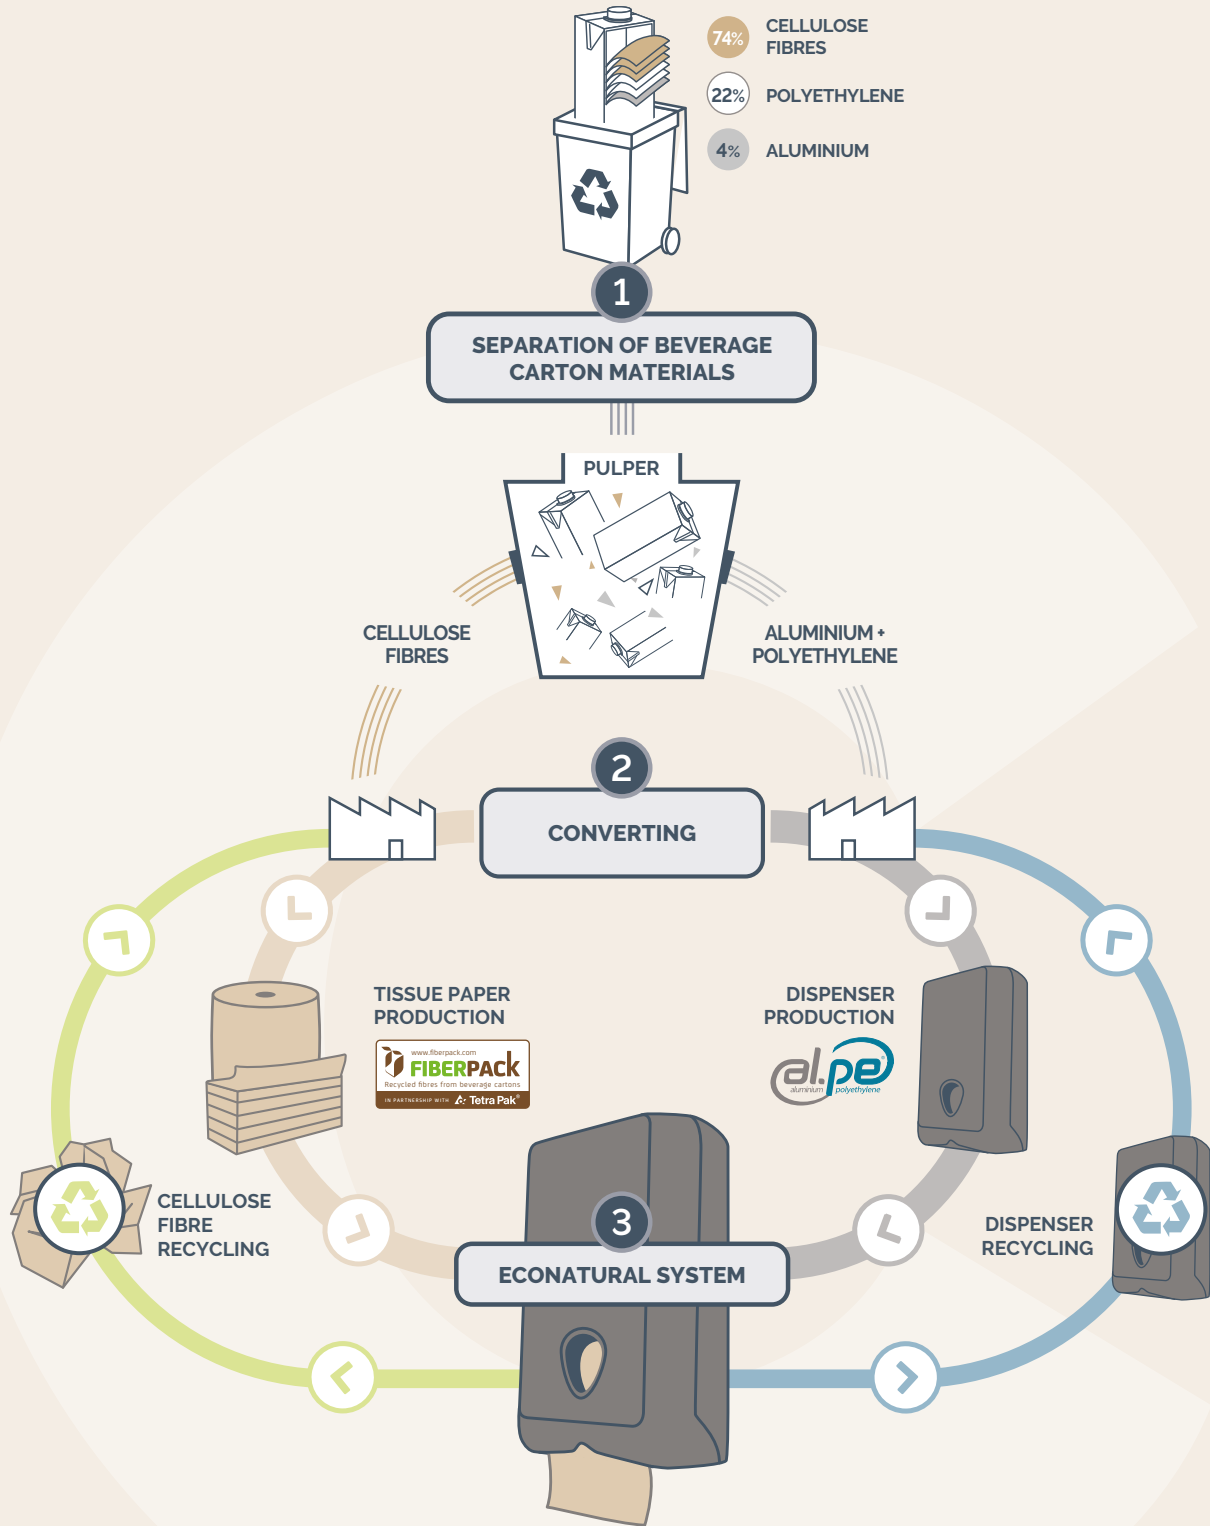 74%
CELLULOSE
FIBRES
22%
POLYETHYLENE
4%
ALUMINIUM
1
SEPARATION OF BEVERAGE
CARTON MATERIALS
PULPER
CELLULOSE
FIBRES
ALUMINIUM +
POLYETHYLENE
2
CONVERTING
TISSUE PAPER
PRODUCTION
www.fiberpack.com
FIBERPACK
Recycled fibres from beverage cartons
IN PARTNERSHIP WITH Tetra Pak®
DISPENSER
PRODUCTION
al.pe®
aluminium polyethylene
CELLULOSE
FIBRE
RECYCLING
3
ECONATURAL SYSTEM
DISPENSER
RECYCLING